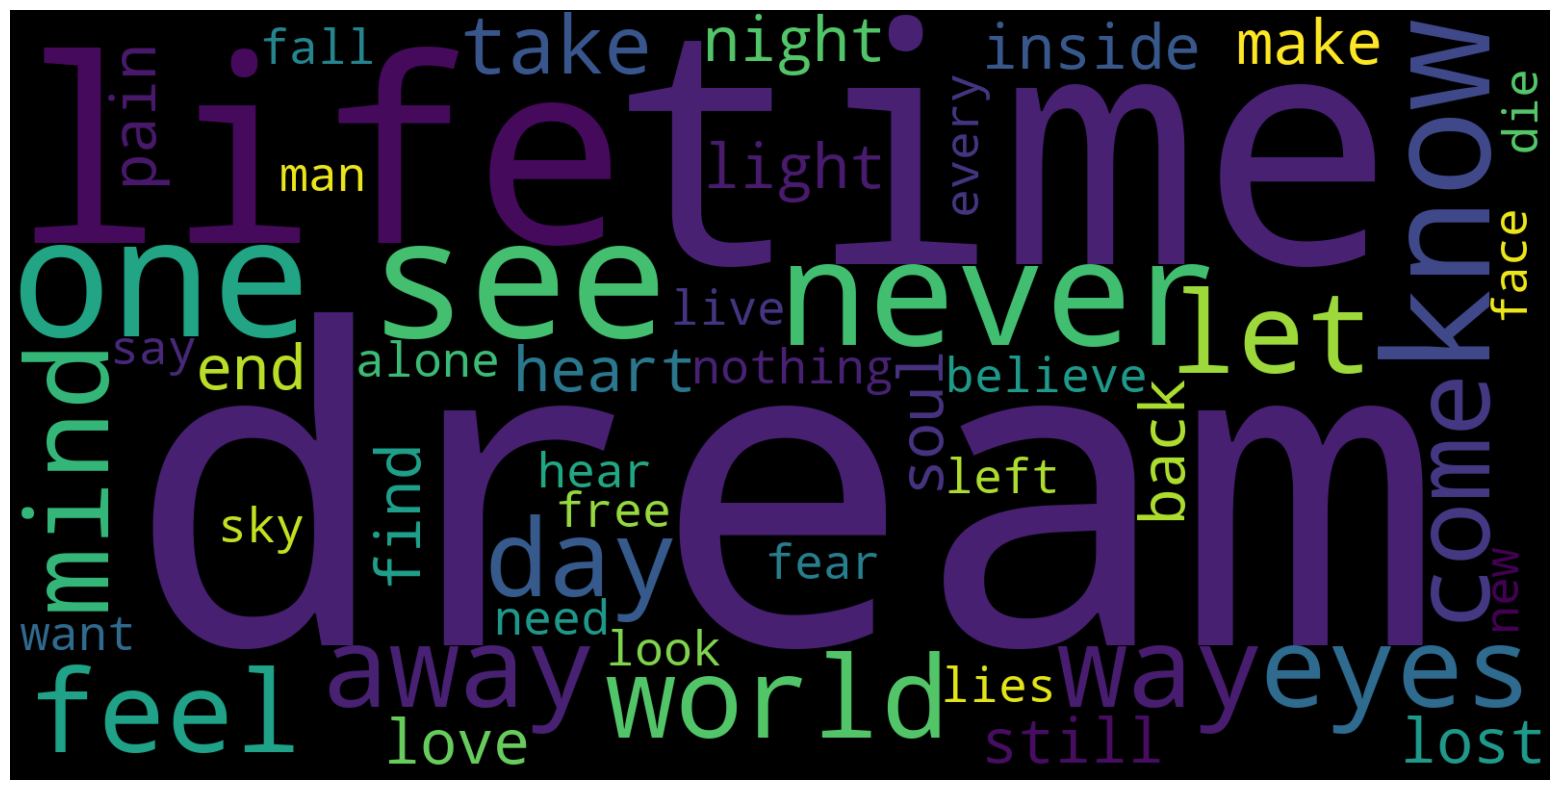 life
time
fall
take
night
inside
make
know
die
pain
man
light
every
face
one
see
never
let
live
say
end
alone
heart
nothing
soul
believe
back
mind
dream
come
hear
left
find
free
sky
day
fear
new
need
want
away
look
way
eyes
feel
world
lies
love
still
lost